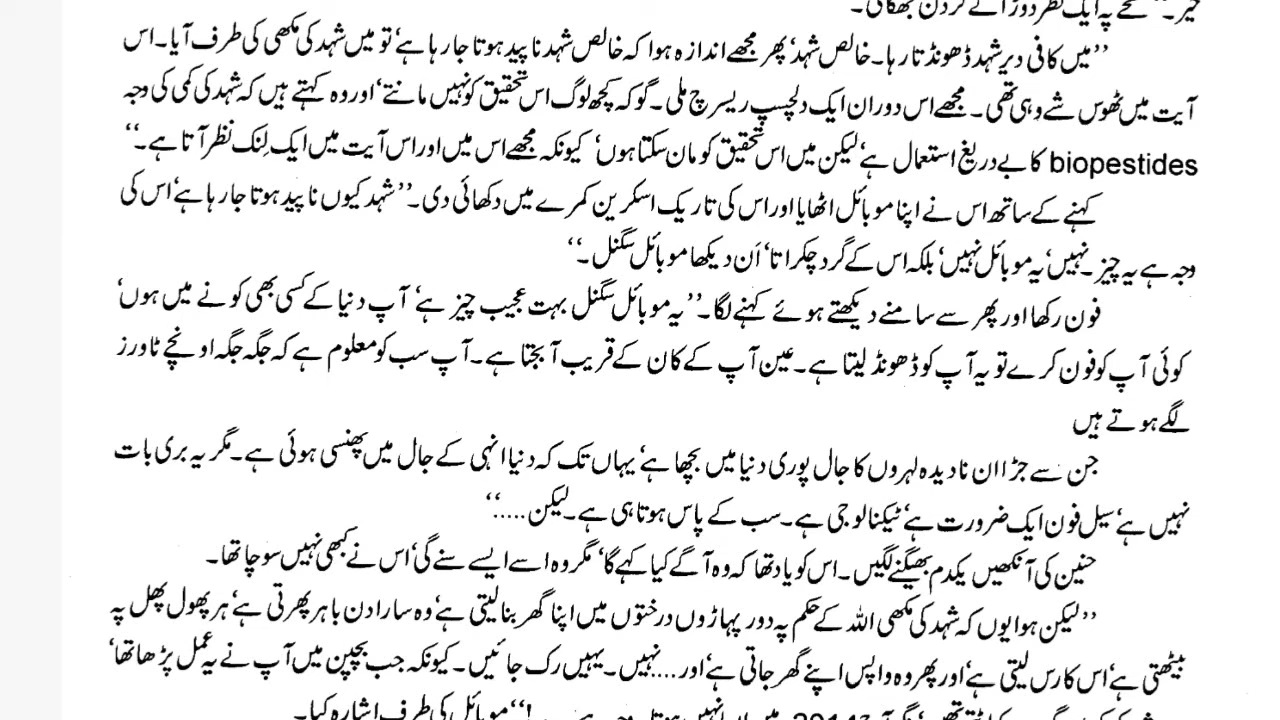 خیر۔‘‘ مجمعے پہ ایک نظر دوڑا کے گردن جھکائی۔
’’میں کافی دیر شہد ڈھونڈتا رہا۔ خالص شہد‘ پھر مجھے اندازہ ہوا کہ خالص شہد ناپید ہوتا جا رہا ہے‘ تو میں شہد کی مکھی کی طرف آیا۔ اس
آیت میں ٹھوس شے وہی تھی۔ مجھے اس دوران ایک دلچسپ ریسرچ ملی۔ گو کہ کچھ لوگ اس تحقیق کو نہیں مانتے‘ اور وہ کہتے ہیں کہ شہد کی کمی کی وجہ
biopestides کا بے دریغ استعمال ہے‘ لیکن میں اس تحقیق کو مان سکتا ہوں‘ کیونکہ مجھے اس میں اور اس آیت میں ایک لِنک نظر آتا ہے۔‘‘
کہنے کے ساتھ اس نے اپنا موبائل اٹھایا اور اس کی تاریک اسکرین کمرے میں دکھائی دی۔ ’’شہد کیوں ناپید ہوتا جا رہا ہے‘ اس کی
وجہ ہے یہ چیز۔ نہیں‘ یہ موبائل نہیں‘ بلکہ اس کے گرد چکراتا‘ اَن دیکھا موبائل سگنل۔‘‘
فون رکھا اور پھر سے سامنے دیکھتے ہوئے کہنے لگا۔ ’’یہ موبائل سگنل بہت عجیب چیز ہے‘ آپ دنیا کے کسی بھی کونے میں ہوں‘
کوئی آپ کو فون کرے تو یہ آپ کو ڈھونڈ لیتا ہے۔ عین آپ کے کان کے قریب آ بجتا ہے۔ آپ سب کو معلوم ہے کہ جگہ جگہ اونچے ٹاورز
لگے ہوتے ہیں
جن سے جڑا ان نادیدہ لہروں کا جال پوری دنیا میں بچھا ہے‘ یہاں تک کہ دنیا انہی کے جال میں پھنسی ہوئی ہے۔ مگر یہ بری بات
نہیں ہے‘ سیل فون ایک ضرورت ہے‘ ٹیکنالوجی ہے۔ سب کے پاس ہوتا ہی ہے۔ لیکن.....‘‘
حنین کی آنکھیں یکدم بھیگنے لگیں۔ اس کو یاد تھا کہ وہ آگے کیا کہے گا‘ مگر وہ اسے ایسے سنے گی‘ اس نے کبھی نہیں سوچا تھا۔
’’لیکن ہوا یوں کہ شہد کی مکھی اللہ کے حکم پہ دور پہاڑوں درختوں میں اپنا گھر بنا لیتی ہے‘ وہ سارا دن باہر پھرتی ہے‘ ہر پھول پھل پہ
بیٹھتی ہے‘ اس کا رس لیتی ہے‘ اور پھر وہ واپس اپنے گھر جاتی ہے‘ اور.....نہیں۔ یہیں رک جائیں۔ کیونکہ جب بچپن میں آپ نے یہ عمل پڑھا تھا‘
موبائل کی طرف اشارہ کیا۔